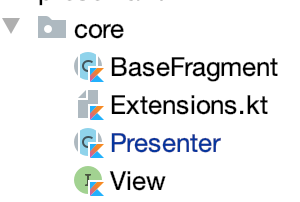 core
BaseFragment
Extensions.kt
Presenter
View